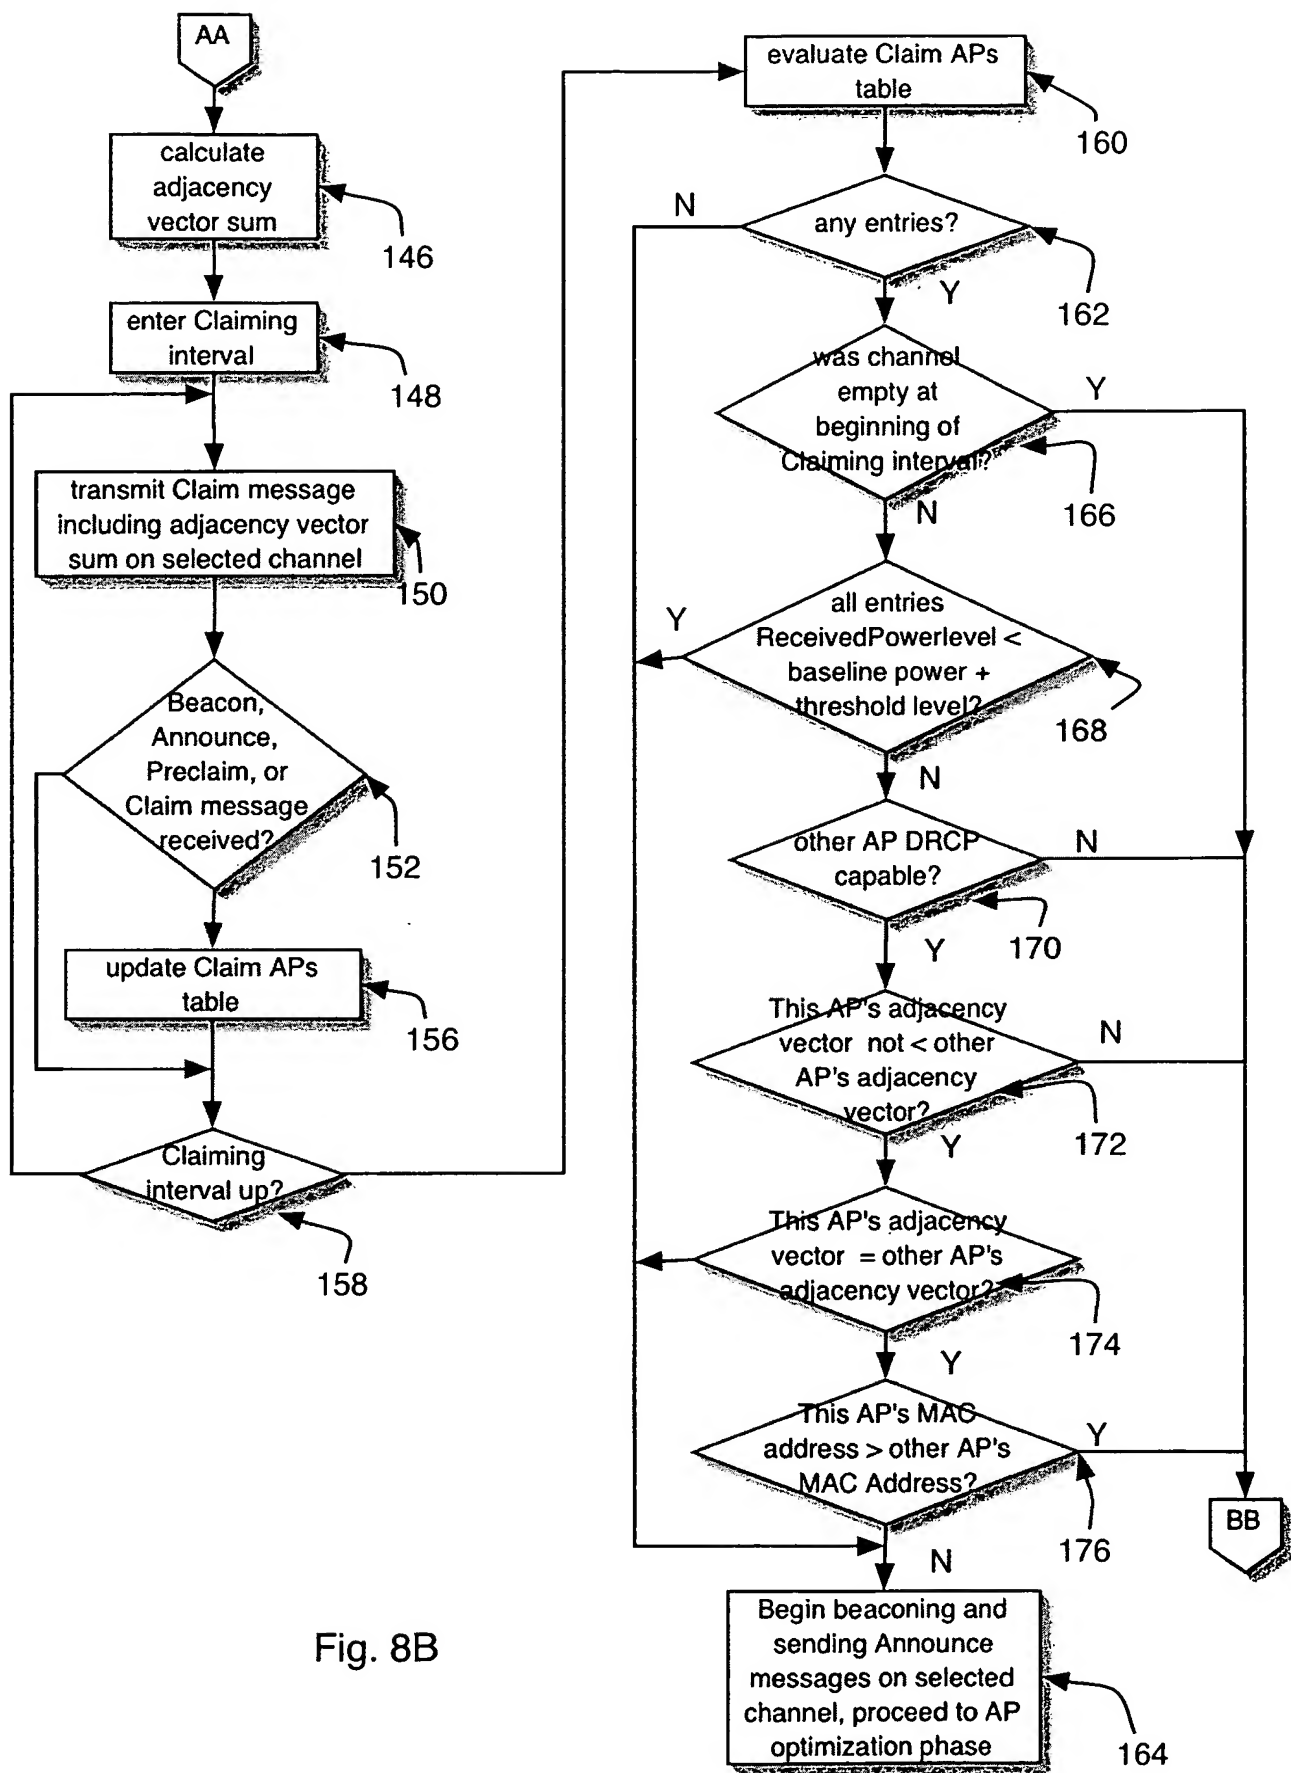 AA
calculate
adjacency
vector sum
146
enter Claiming
interval
148
transmit Claim message
including adjacency vector
sum on selected channel
150
Beacon,
Announce,
Preclaim, or
Claim message
received?
152
update Claim APs
table
156
Claiming
interval up?
158
evaluate Claim APs
table
160
any entries?
N
162
Y
was channel
empty at
beginning of
Claiming interval?
Y
166
N
all entries
ReceivedPowerlevel <
baseline power +
threshold level?
Y
168
N
other AP DRCP
capable?
N
170
Y
This AP's adjacency
vector not < other
AP's adjacency
vector?
N
172
Y
This AP's adjacency
vector = other AP's
adjacency vector?
174
Y
This AP's MAC
address > other AP's
MAC Address?
Y
176
BB
N
Begin beaconing and
sending Announce
messages on selected
channel, proceed to AP
optimization phase
164
Fig. 8B